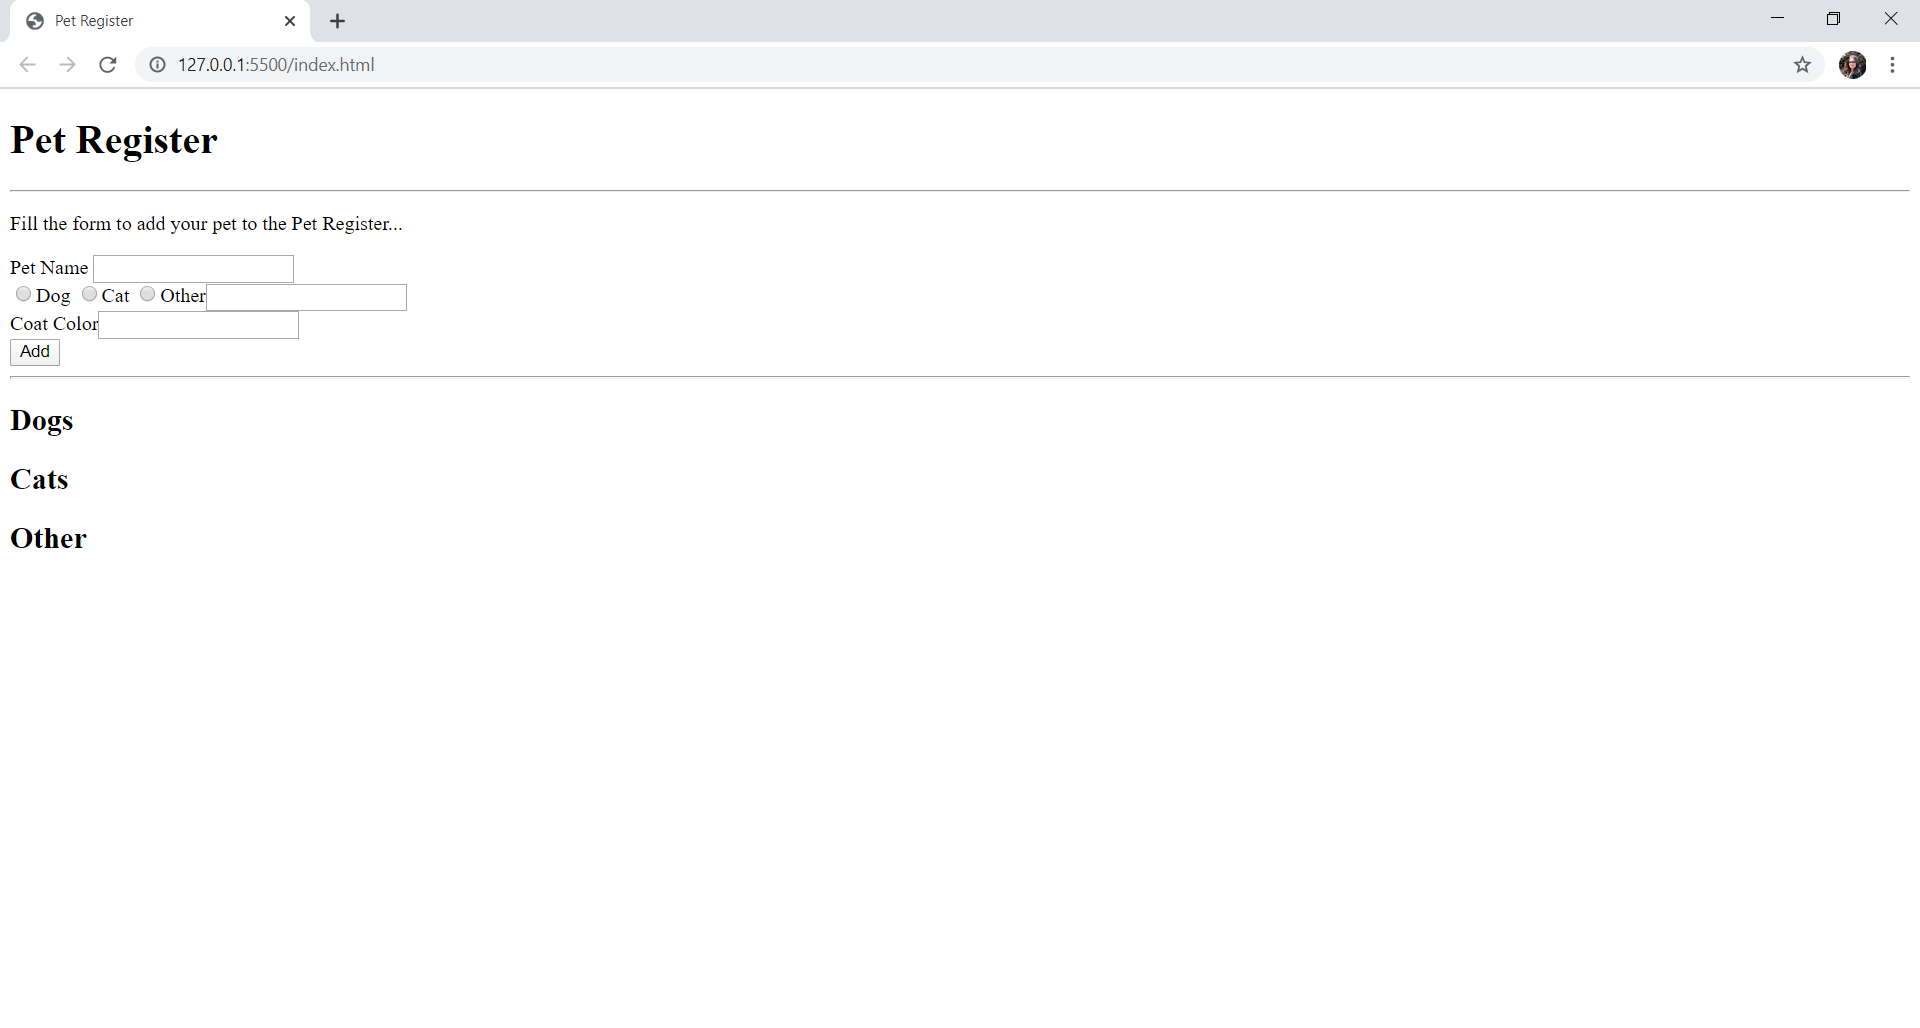 Pet Register
127.0.0.1:5500/index.html
Pet Register
Fill the form to add your pet to the Pet Register...
Pet Name
Dog Cat Other
Coat Color
Add
Dogs
Cats
Other